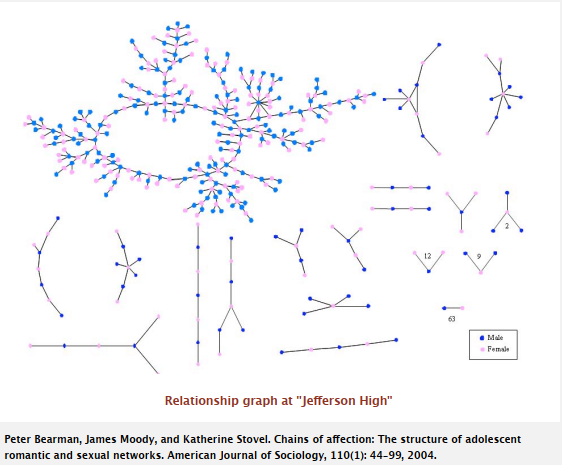 2
12
9
63
Male
Female
Relationship graph at "Jefferson High"
Peter Bearman, James Moody, and Katherine Stovel. Chains of affection: The structure of adolescent
romantic and sexual networks. American Journal of Sociology, 110(1): 44–99, 2004.